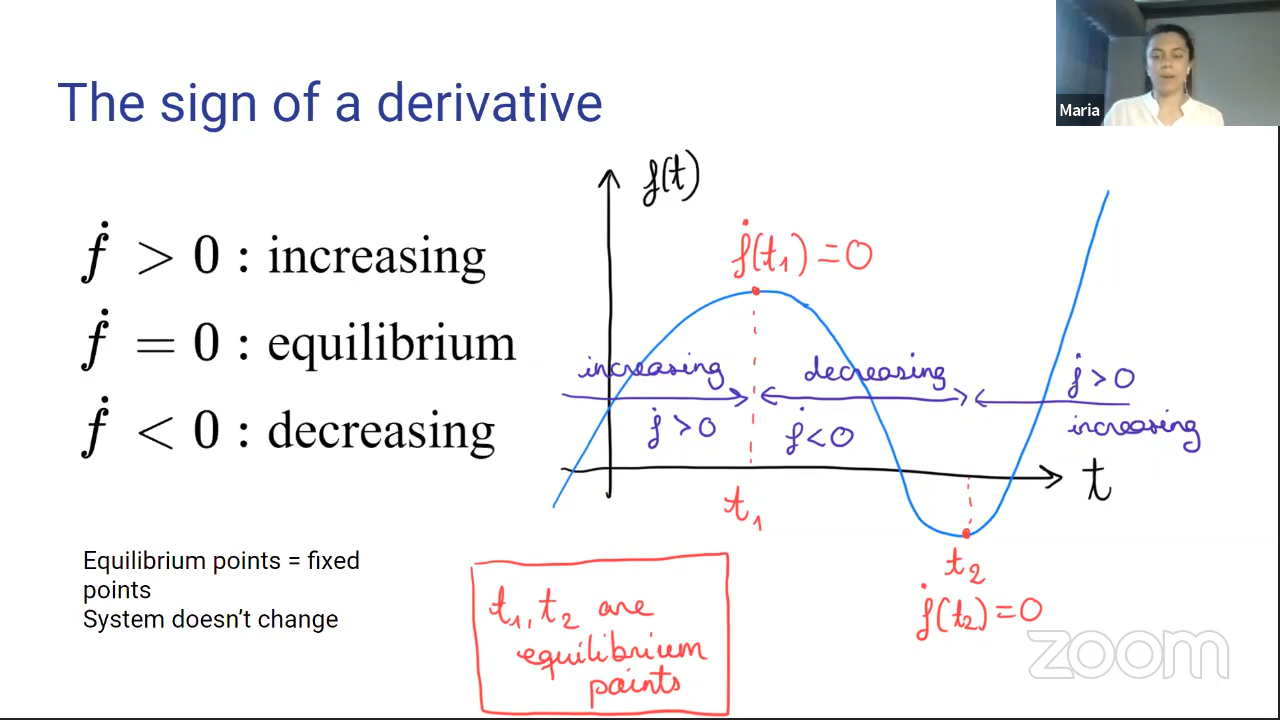 Maria
The sign of a derivative
ḟ > 0 : increasing
ḟ = 0 : equilibrium
ḟ < 0 : decreasing
Equilibrium points = fixed
points
System doesn't change
f(t)
ḟ(t₁) = 0
increasing
decreasing
ḟ > 0
ḟ > 0
ḟ < 0
increasing
t
t₁
t₂
ḟ(t₂) = 0
t₁, t₂ are
equilibrium
points
zoom